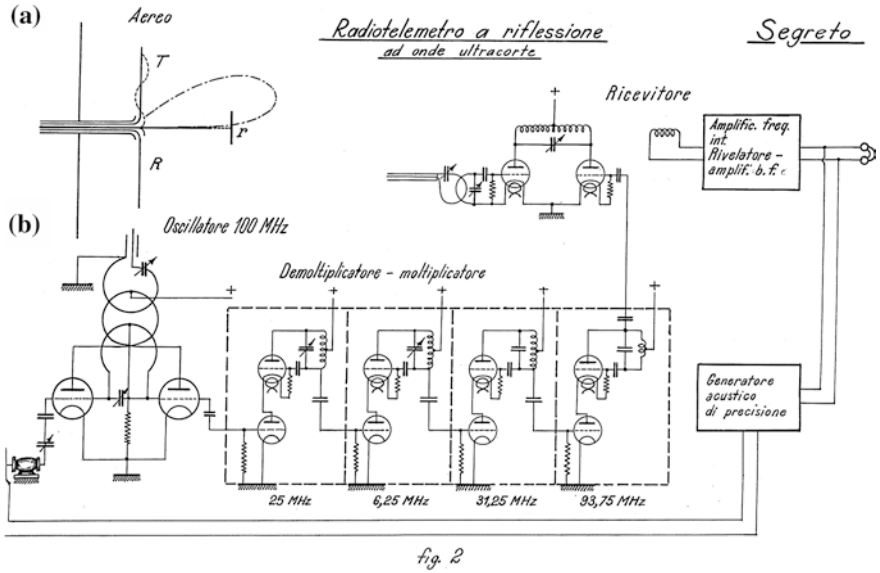 (a)
Aereo
Radiotelemetro a riflessione
ad onde ultracorte
Segreto
T
r
R
+
Ricevitore
Amplific. freq.
int.
Rivelatore –
amplif. b.f.
(b)
Oscillatore 100 MHz
+
Demoltiplicatore – moltiplicatore
+ + + +
Generatore
acustico
di precisione
25 MHz 6,25 MHz 31,25 MHz 93,75 MHz
fig. 2